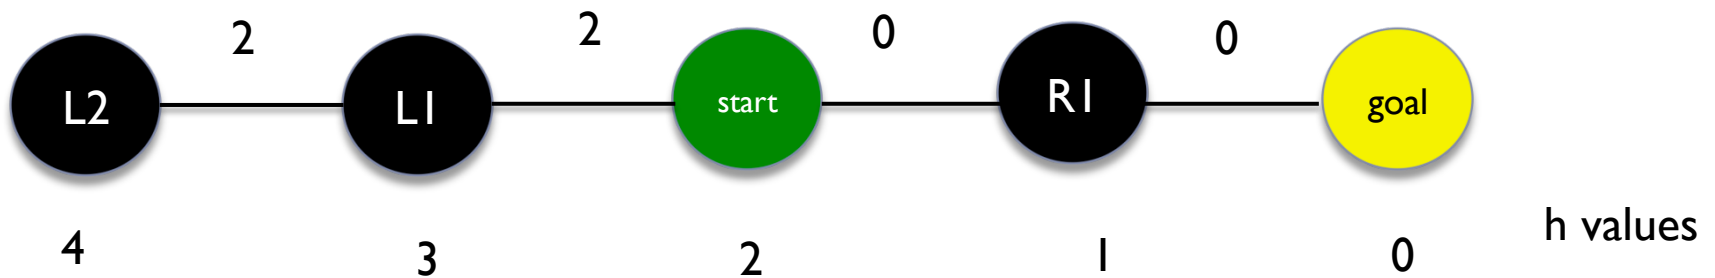 2 2 0 0
L2 L1 start R1 goal
4 3 2 1 0 h values